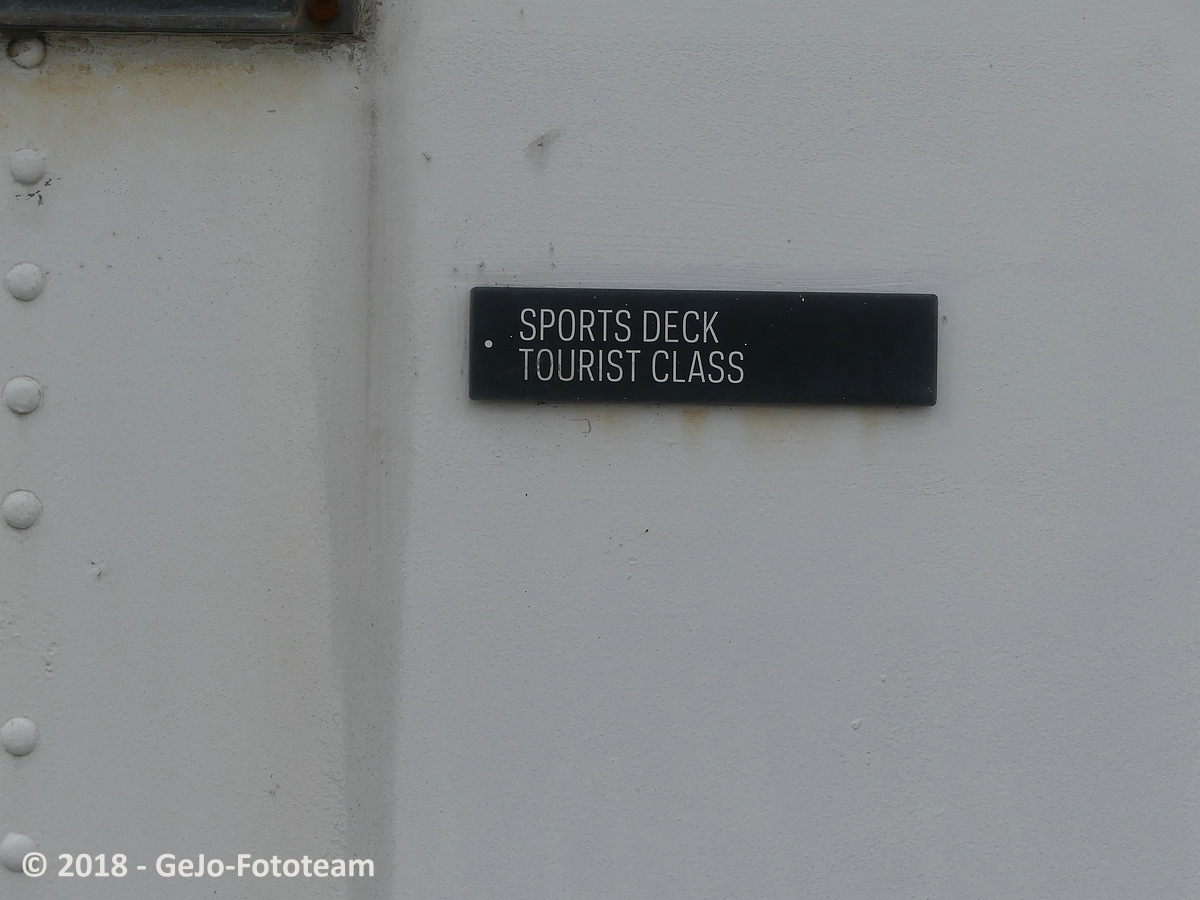 SPORTS DECK
TOURIST CLASS
© 2018 - GeJo-Fototeam